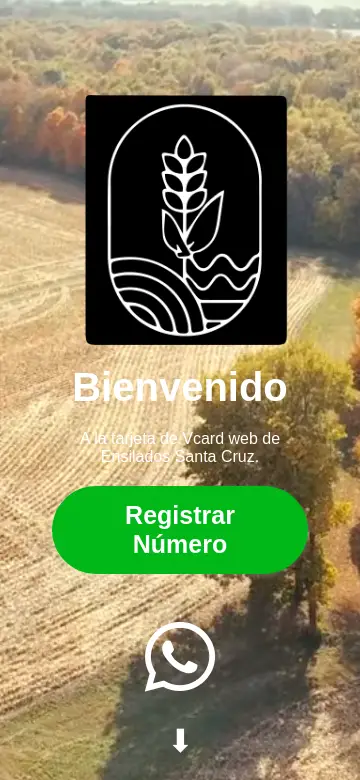 Bienvenido
A la tarjeta de Vcard web de
Ensilados Santa Cruz.
Registrar
Número